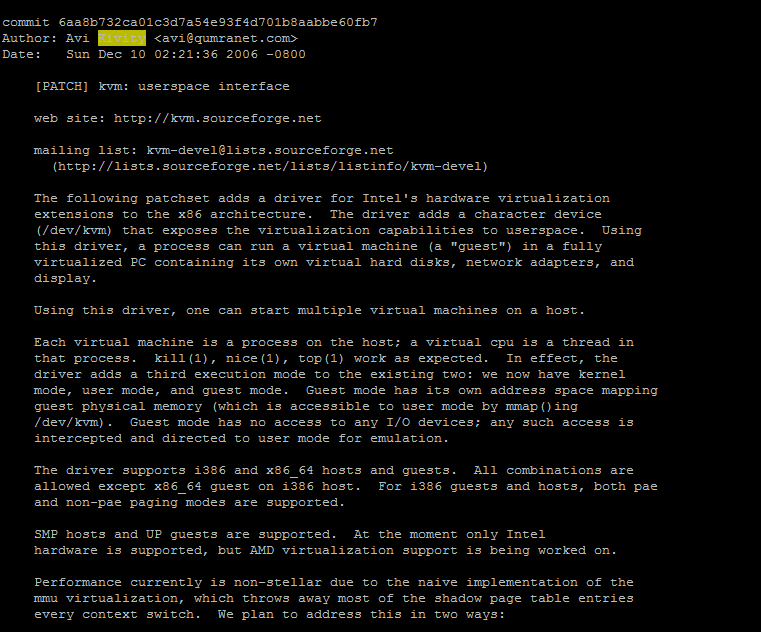 commit 6aa8b732ca01c3d7a54e93f4d701b8aabbe60fb7
Author: Avi Kivity <avi@qumranet.com>
Date:   Sun Dec 10 02:21:36 2006 -0800
[PATCH] kvm: userspace interface
web site: http://kvm.sourceforge.net
mailing list: kvm-devel@lists.sourceforge.net
(http://lists.sourceforge.net/lists/listinfo/kvm-devel)
The following patchset adds a driver for Intel's hardware virtualization
extensions to the x86 architecture.  The driver adds a character device
(/dev/kvm) that exposes the virtualization capabilities to userspace.  Using
this driver, a process can run a virtual machine (a "guest") in a fully
virtualized PC containing its own virtual hard disks, network adapters, and
display.
Using this driver, one can start multiple virtual machines on a host.
Each virtual machine is a process on the host; a virtual cpu is a thread in
that process.  kill(1), nice(1), top(1) work as expected.  In effect, the
driver adds a third execution mode to the existing two: we now have kernel
mode, user mode, and guest mode.  Guest mode has its own address space mapping
guest physical memory (which is accessible to user mode by mmap()ing
/dev/kvm).  Guest mode has no access to any I/O devices; any such access is
intercepted and directed to user mode for emulation.
The driver supports i386 and x86_64 hosts and guests.  All combinations are
allowed except x86_64 guest on i386 host.  For i386 guests and hosts, both pae
and non-pae paging modes are supported.
SMP hosts and UP guests are supported.  At the moment only Intel
hardware is supported, but AMD virtualization support is being worked on.
Performance currently is non-stellar due to the naive implementation of the
mmu virtualization, which throws away most of the shadow page table entries
every context switch.  We plan to address this in two ways: